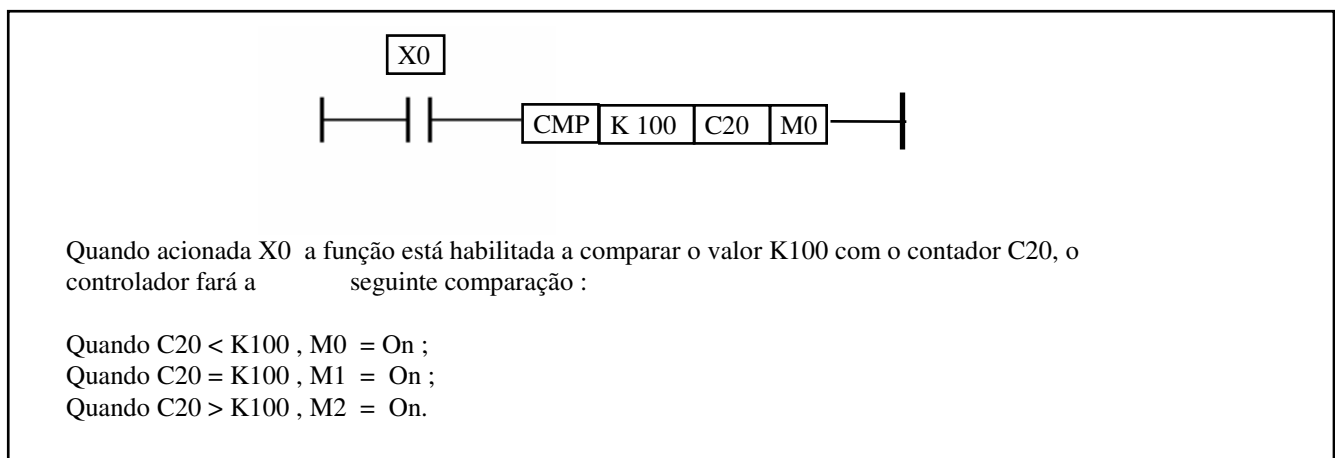 X0
CMP K 100 C20 M0
Quando acionada X0 a função está habilitada a comparar o valor K100 com o contador C20, o
controlador fará a seguinte comparação :
Quando C20 < K100 , M0 = On ;
Quando C20 = K100 , M1 = On ;
Quando C20 > K100 , M2 = On.